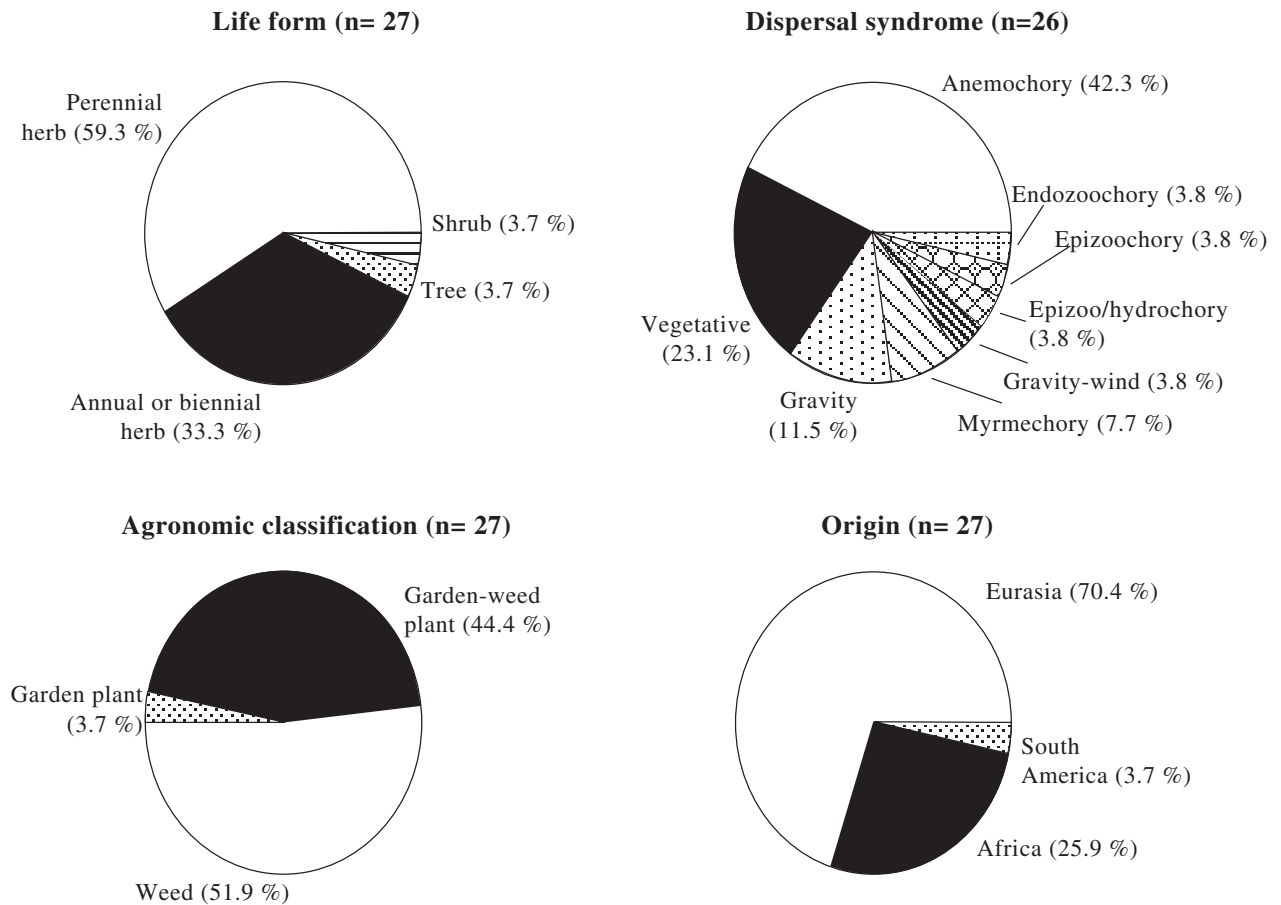 Life form (n= 27)
Perennial
herb (59.3 %)
Shrub (3.7 %)
Tree (3.7 %)
Annual or biennial
herb (33.3 %)
Dispersal syndrome (n=26)
Anemochory (42.3 %)
Endozoochory (3.8 %)
Epizoochory (3.8 %)
Epizoo/hydrochory
(3.8 %)
Gravity-wind (3.8 %)
Myrmechory (7.7 %)
Gravity
(11.5 %)
Vegetative
(23.1 %)
Agronomic classification (n= 27)
Garden-weed
plant (44.4 %)
Garden plant
(3.7 %)
Weed (51.9 %)
Origin (n= 27)
Eurasia (70.4 %)
South
America (3.7 %)
Africa (25.9 %)